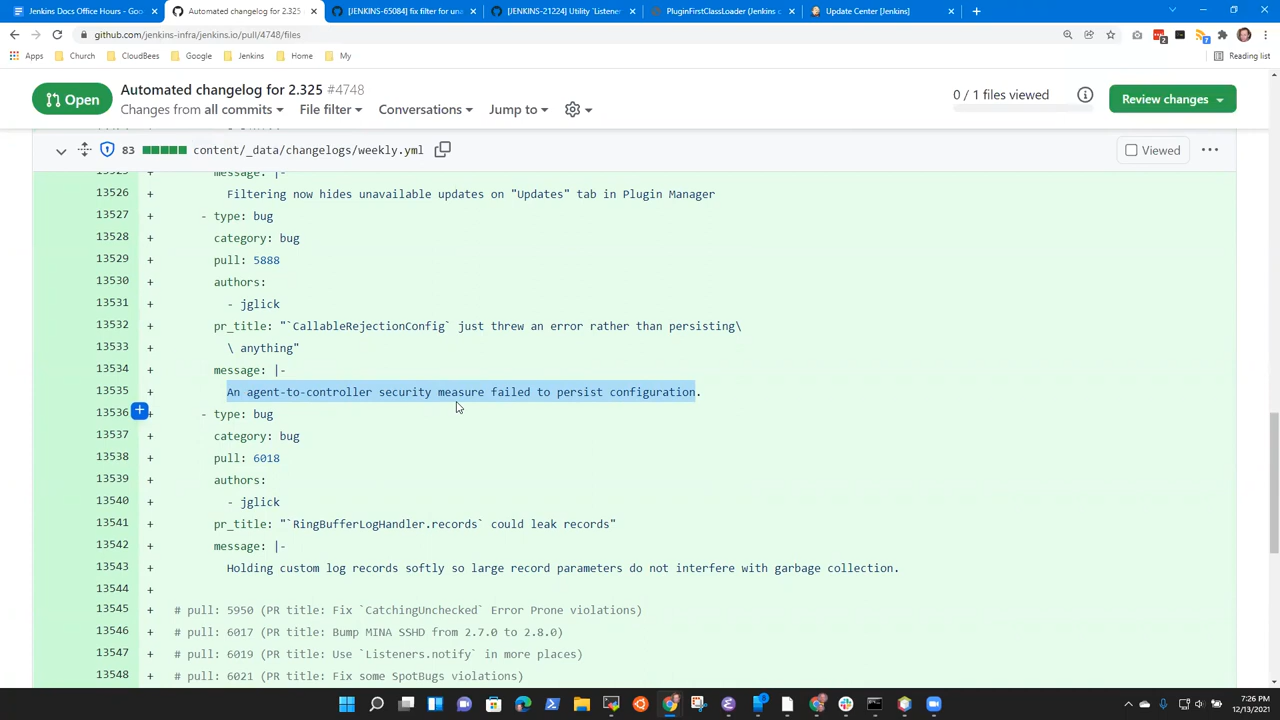 Jenkins Docs Office Hours - Goo
Automated changelog for 2.325
[JENKINS-65084] fix filter for una
[JENKINS-21224] Utility `Listener
PluginFirstClassLoader (Jenkins c
Update Center [Jenkins]
github.com/jenkins-infra/jenkins.io/pull/4748/files
2
7
Apps
Church
CloudBees
Google
Jenkins
Home
My
Reading list
Open
Automated changelog for 2.325 #4748
Changes from all commits
File filter
Conversations
Jump to
0 / 1 files viewed
Review changes
83
content/_data/changelogs/weekly.yml
Viewed
13525 + message: |-
13526 + Filtering now hides unavailable updates on "Updates" tab in Plugin Manager
13527 + - type: bug
13528 + category: bug
13529 + pull: 5888
13530 + authors:
13531 + - jglick
13532 + pr_title: "`CallableRejectionConfig` just threw an error rather than persisting\
13533 + \ anything"
13534 + message: |-
13535 + An agent-to-controller security measure failed to persist configuration.
13536 + - type: bug
13537 + category: bug
13538 + pull: 6018
13539 + authors:
13540 + - jglick
13541 + pr_title: "`RingBufferLogHandler.records` could leak records"
13542 + message: |-
13543 + Holding custom log records softly so large record parameters do not interfere with garbage collection.
13544 +
13545 + # pull: 5950 (PR title: Fix `CatchingUnchecked` Error Prone violations)
13546 + # pull: 6017 (PR title: Bump MINA SSHD from 2.7.0 to 2.8.0)
13547 + # pull: 6019 (PR title: Use `Listeners.notify` in more places)
13548 + # pull: 6021 (PR title: Fix some SpotBugs violations)
7:26 PM
12/13/2021